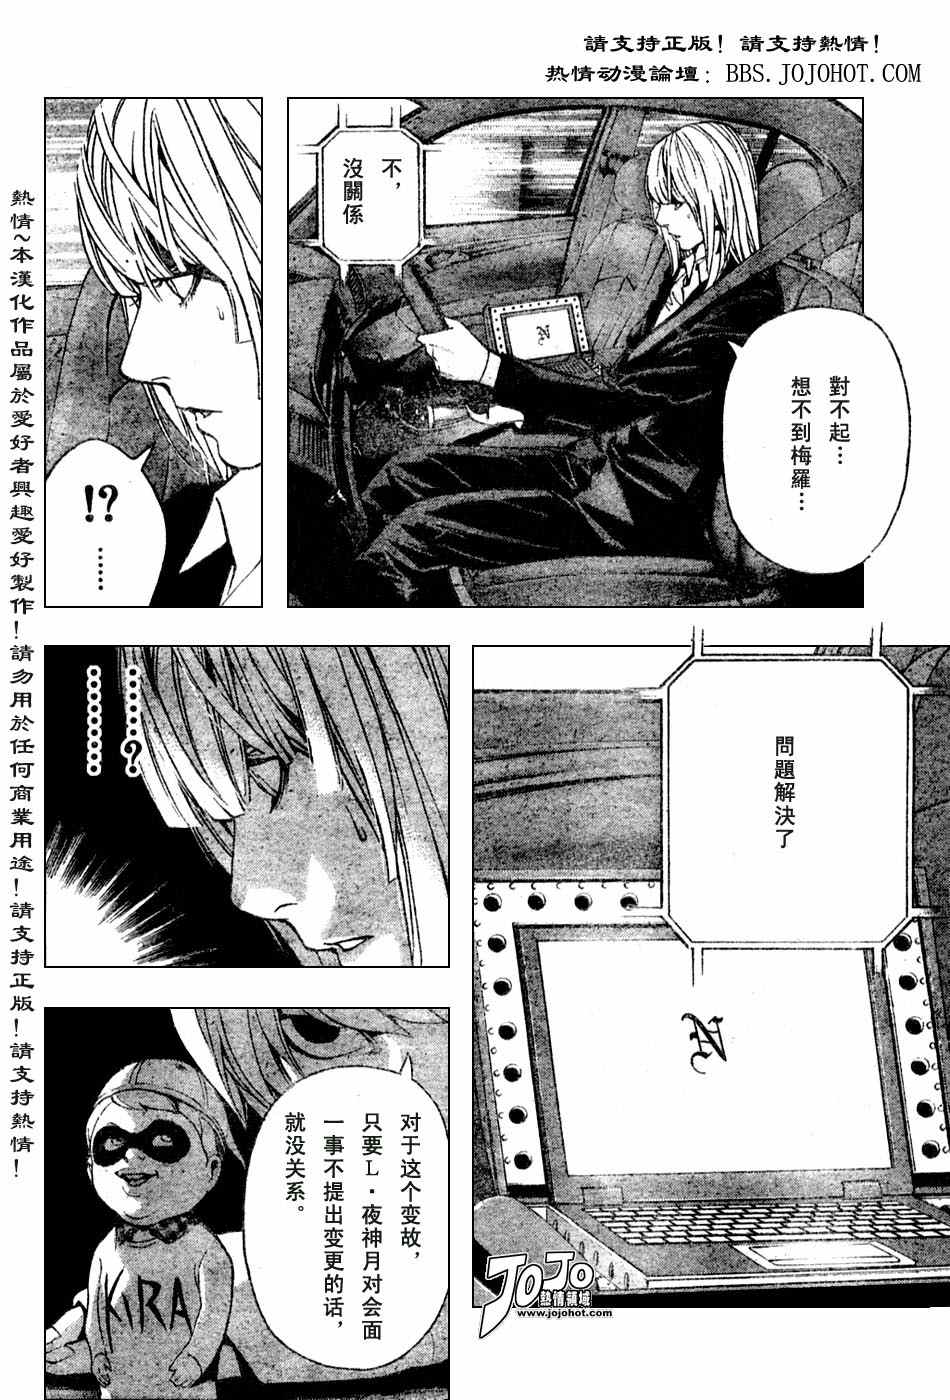 請支持正版！請支持熱情！
热情动漫論壇：BBS.JOJOHOT.COM
熱情~本漢化作品屬於愛好者興趣愛好製作！請勿用於任何商業用途！請支持正版！請支持熱情！
對不起…
想不到梅羅…
不，
沒關係
！？
……
問題解決了
N
………？
………
对于这个变故，
只要L·夜神月对会面
一事不提出变更的话，
就没关系。
KIRA
JOJO
熱情領域
www.jojohot.com